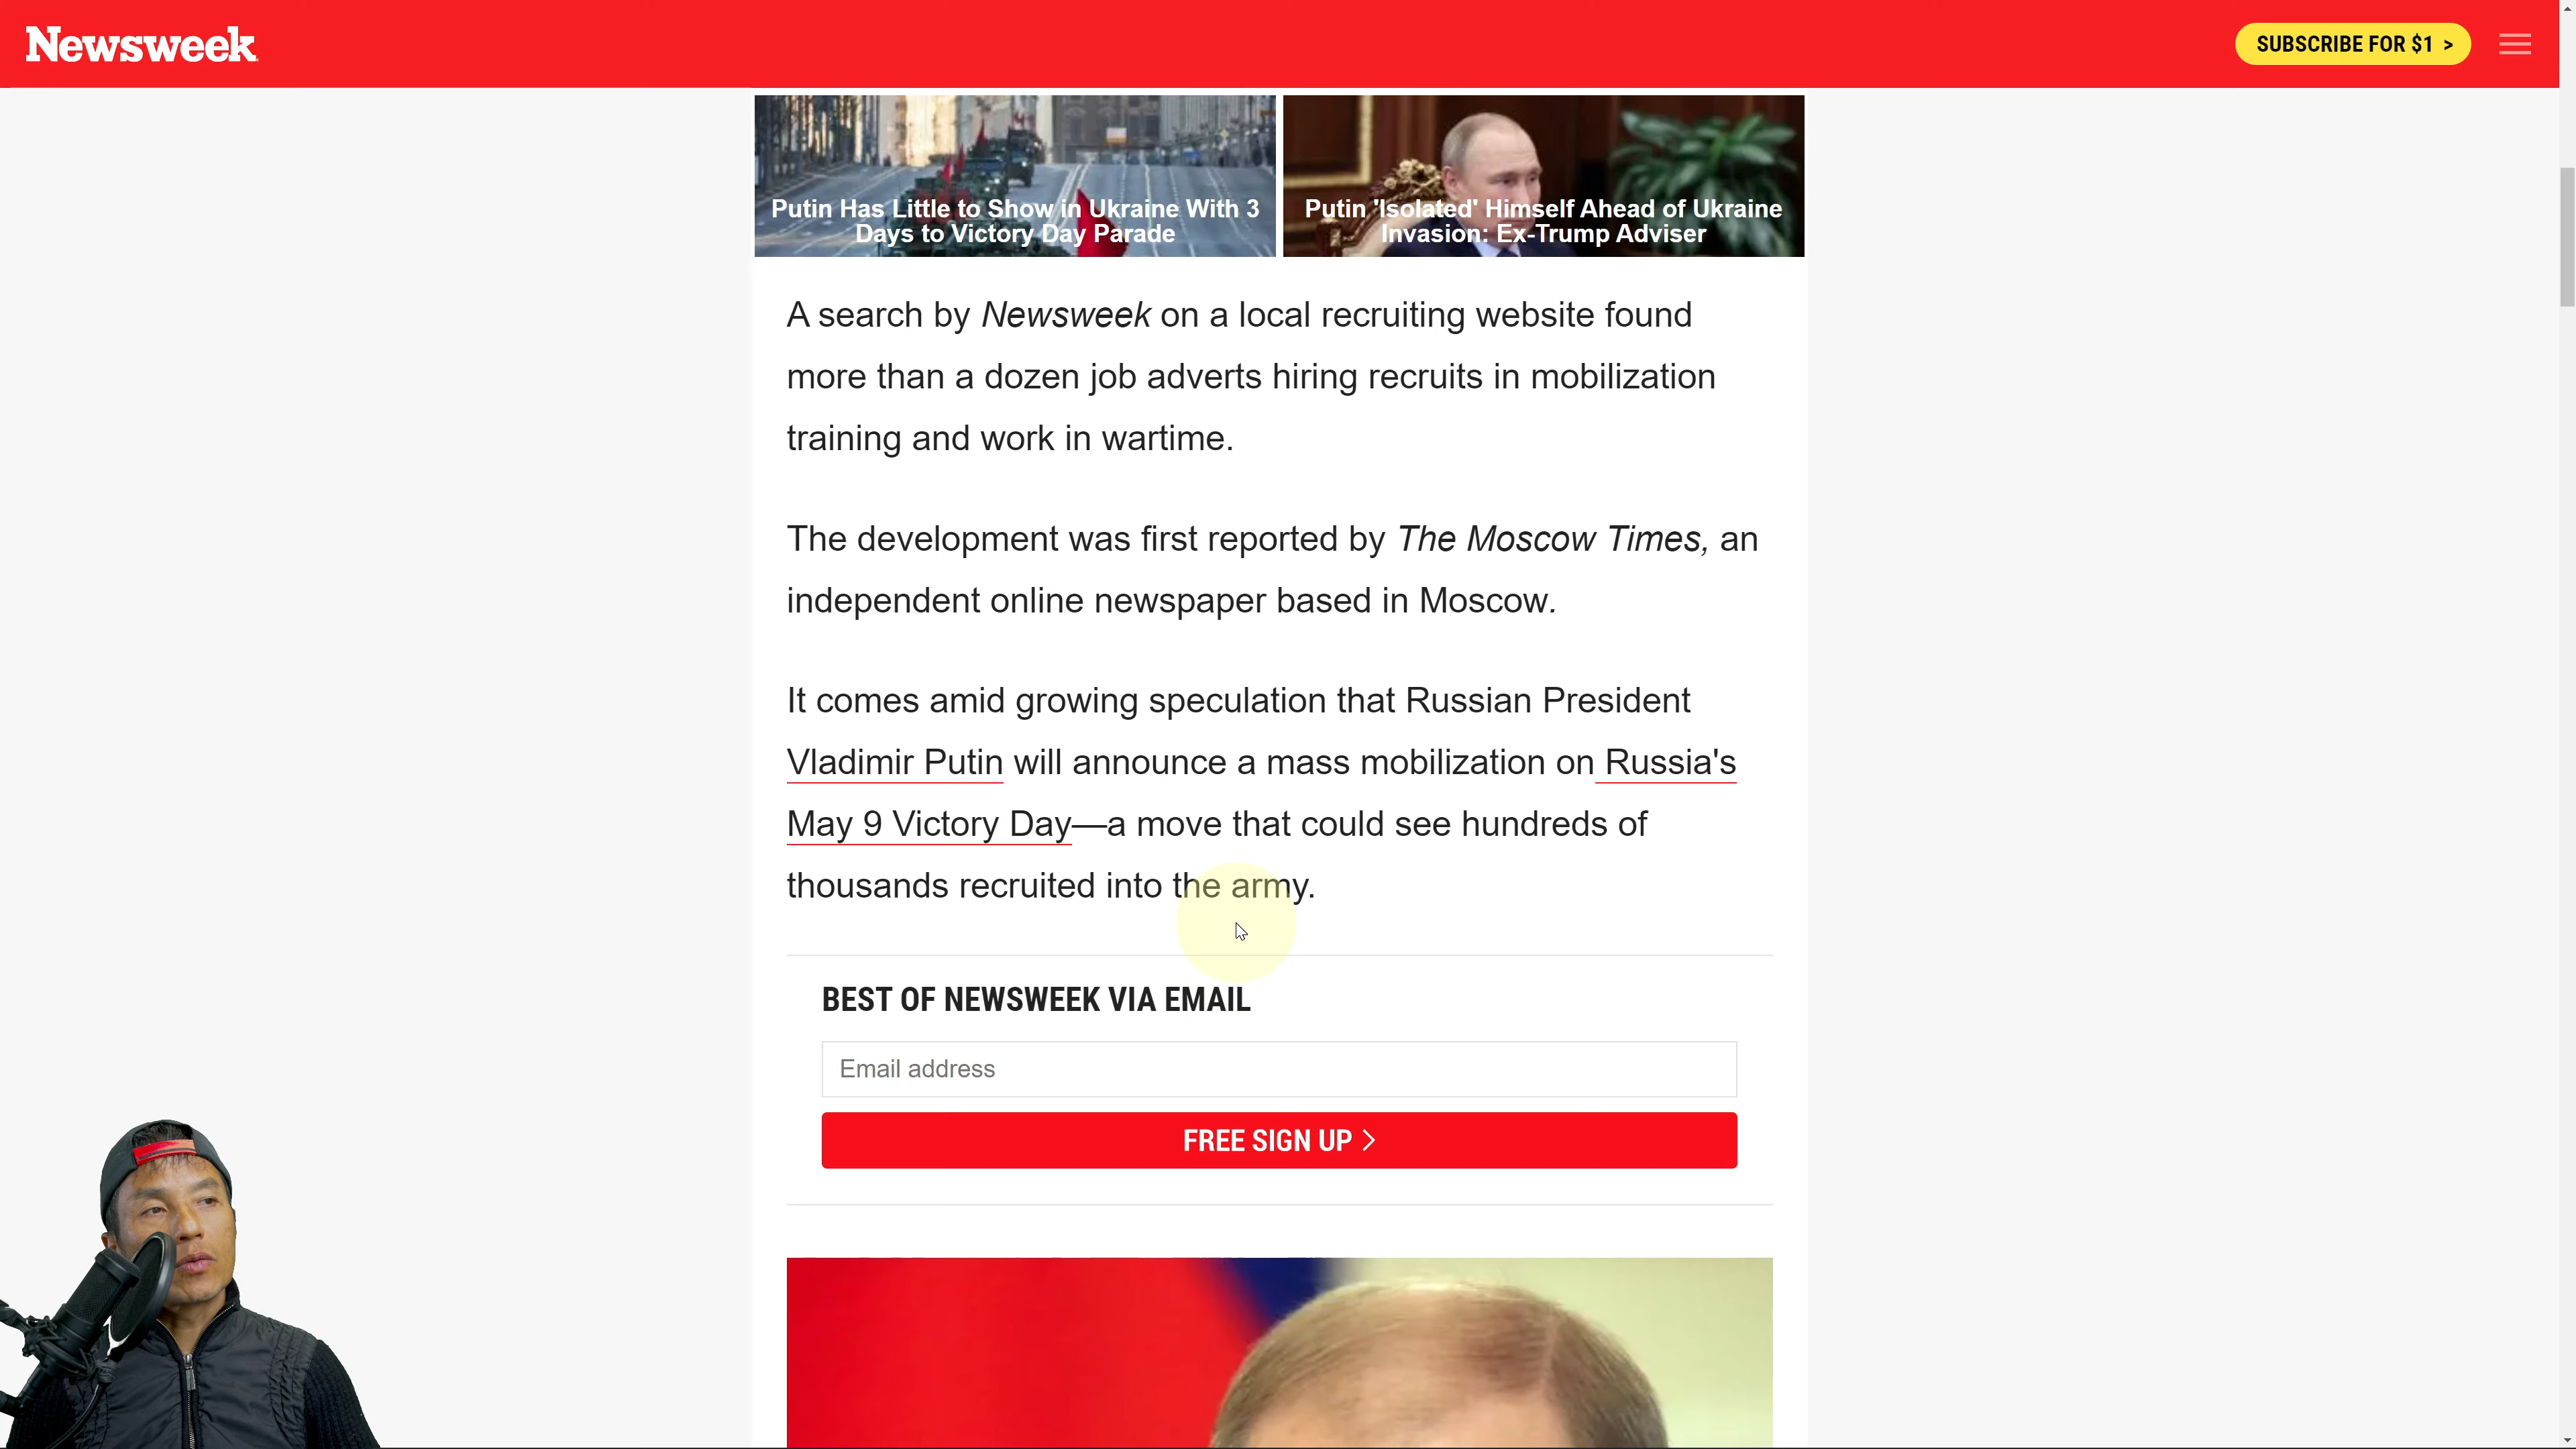 Newsweek
SUBSCRIBE FOR $1 >
Putin Has Little to Show in Ukraine With 3
Days to Victory Day Parade
Putin 'Isolated' Himself Ahead of Ukraine
Invasion: Ex-Trump Adviser
A search by Newsweek on a local recruiting website found
more than a dozen job adverts hiring recruits in mobilization
training and work in wartime.
The development was first reported by The Moscow Times, an
independent online newspaper based in Moscow.
It comes amid growing speculation that Russian President
Vladimir Putin will announce a mass mobilization on Russia's
May 9 Victory Day—a move that could see hundreds of
thousands recruited into the army.
BEST OF NEWSWEEK VIA EMAIL
Email address
FREE SIGN UP >